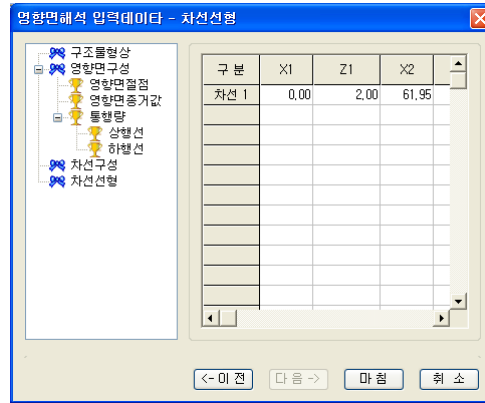 영향면해석 입력데이타 - 차선선형
구조물형상
영향면구성
영향면절점
영향면종거값
통행량
상행선
하행선
차선구성
차선선형
구 분 X1 Z1 X2
차선 1 0,00 2,00 61,95
<- 이 전 다 음 -> 마 침 취 소